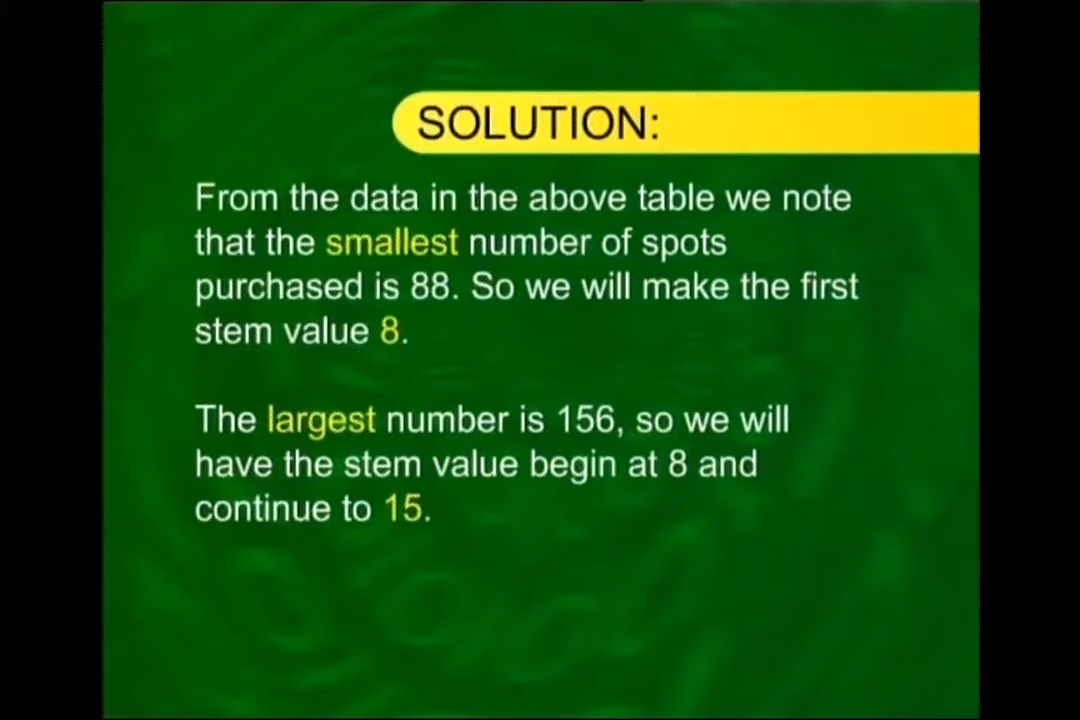 SOLUTION:
From the data in the above table we note
that the smallest number of spots
purchased is 88. So we will make the first
stem value 8.
The largest number is 156, so we will
have the stem value begin at 8 and
continue to 15.